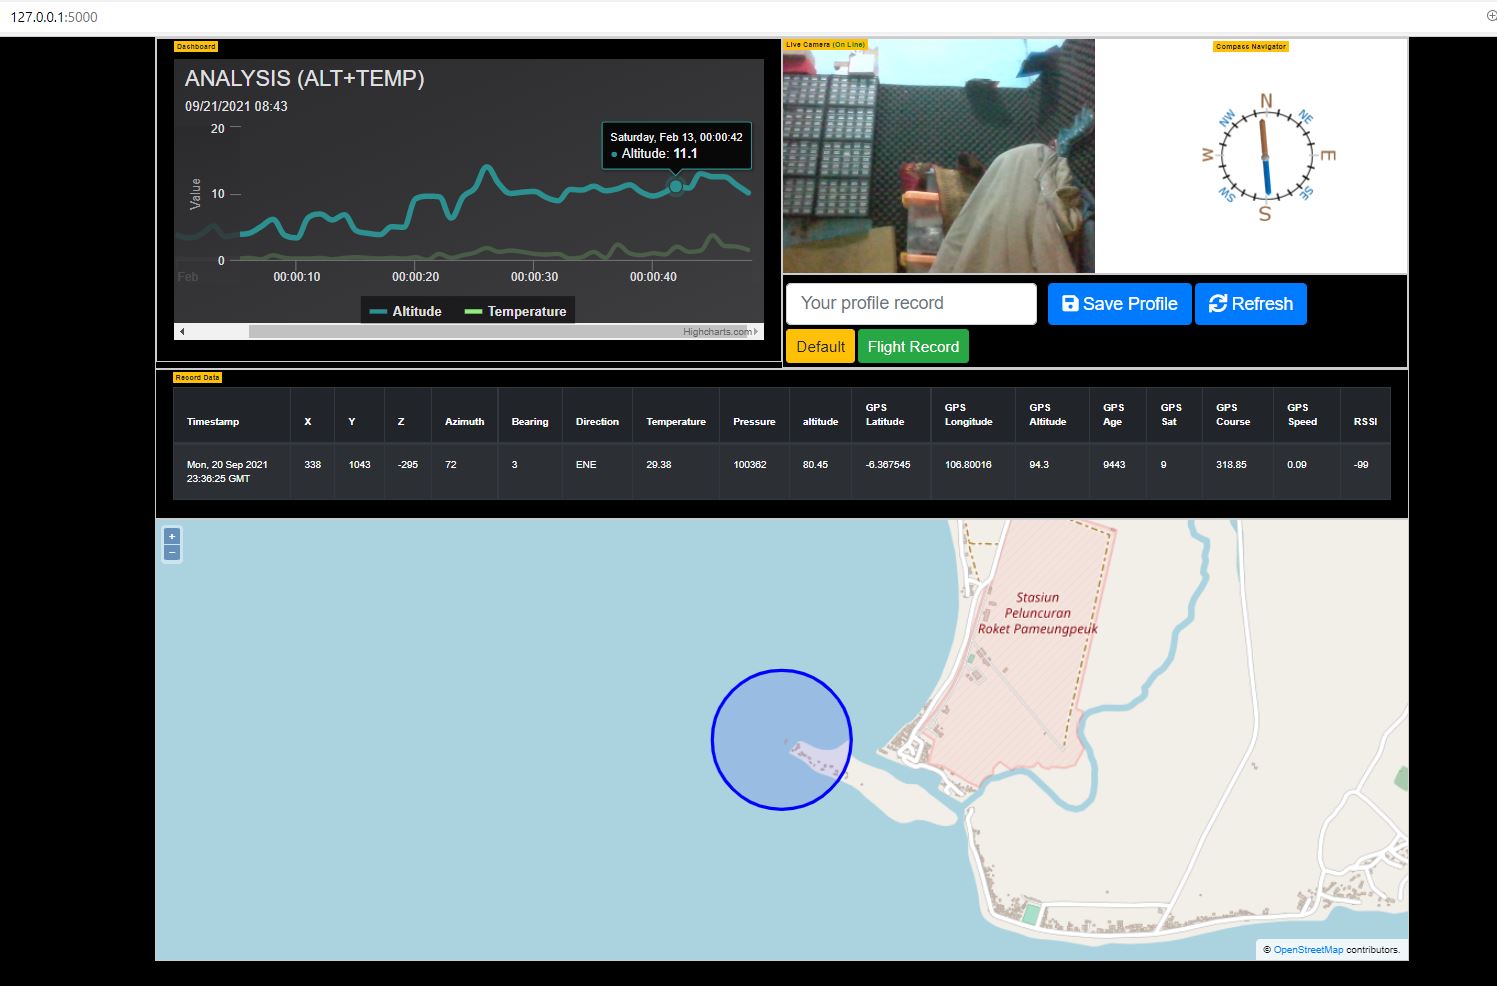 127.0.0.1:5000
Dashboard
ANALYSIS (ALT+TEMP)
09/21/2021 08:43
20
10
0
Value
Saturday, Feb 13, 00:00:42
● Altitude: 11.1
Feb
00:00:10
00:00:20
00:00:30
00:00:40
Altitude
Temperature
Highcharts.com
Live Camera (On Line)
Compass Navigator
N
NE
E
SE
S
SW
W
NW
Your profile record
Save Profile
Refresh
Default
Flight Record
Record Data
Timestamp X Y Z Azimuth Bearing Direction Temperature Pressure altitude GPS Latitude GPS Longitude GPS Altitude GPS Age GPS Sat GPS Course GPS Speed RSSI
Mon, 20 Sep 2021 23:36:25 GMT 338 1043 -295 72 3 ENE 29.38 100362 80.45 -6.367545 106.80016 94.3 9443 9 318.85 0.09 -99
+
−
Stasiun
Peluncuran
Roket Pameungpeuk
© OpenStreetMap contributors.